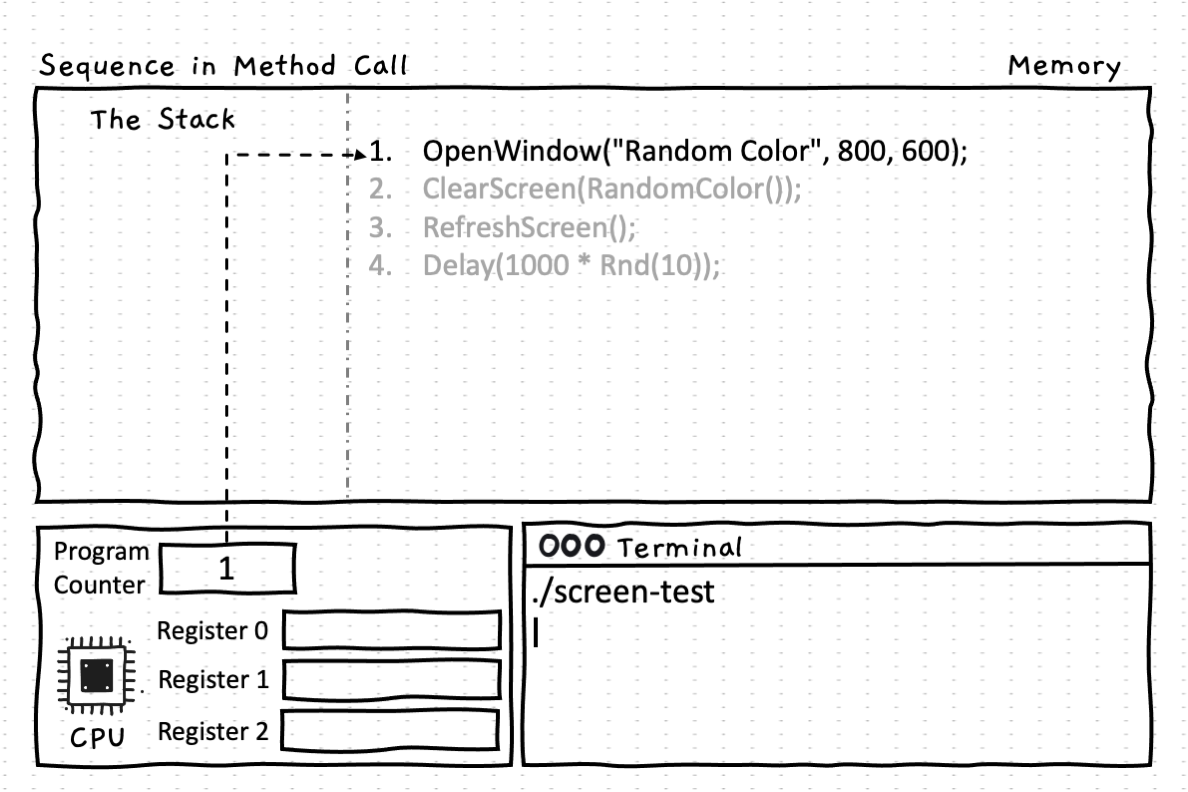 Sequence in Method Call
Memory
The Stack
1. OpenWindow("Random Color", 800, 600);
2. ClearScreen(RandomColor());
3. RefreshScreen();
4. Delay(1000 * Rnd(10));
Program
Counter
1
Register 0
Register 1
Register 2
CPU
Terminal
./screen-test